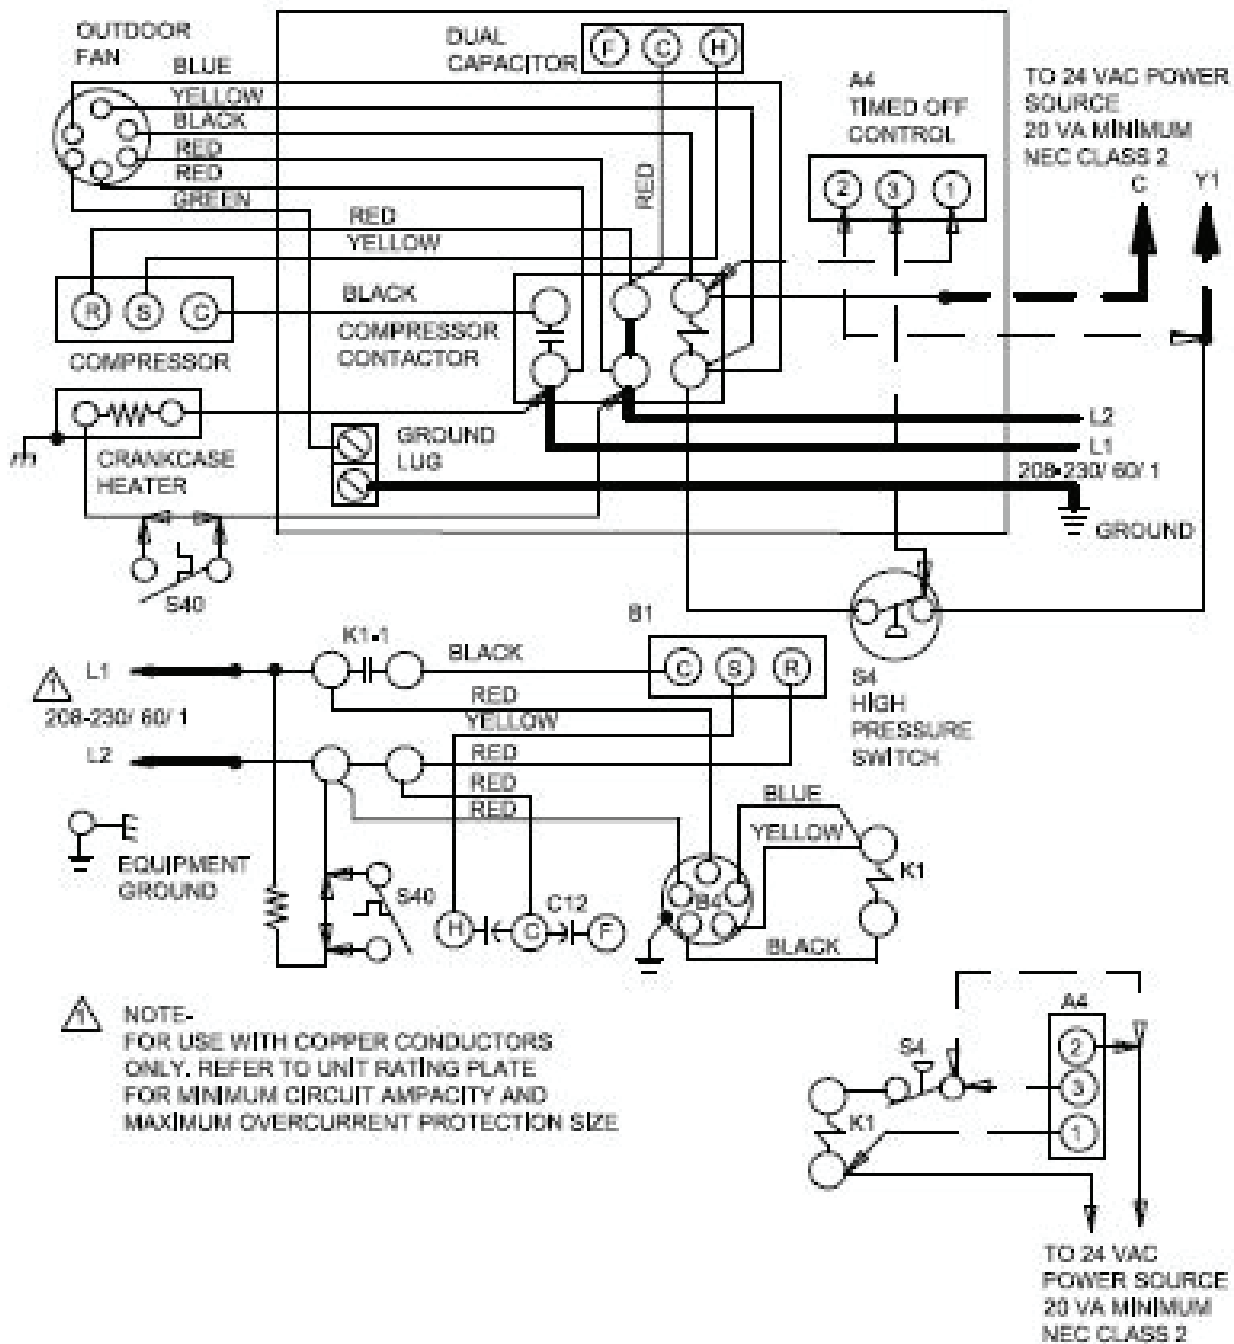 OUTDOOR
FAN
BLUE
YELLOW
BLACK
RED
RED
GREEN
DUAL
CAPACITOR
F C H
A4
TIMED OFF
CONTROL
2 3 1
TO 24 VAC POWER
SOURCE
20 VA MINIMUM
NEC CLASS 2
C Y1
RED
RED
YELLOW
R S C
COMPRESSOR
BLACK
COMPRESSOR
CONTACTOR
CRANKCASE
HEATER
GROUND
LUG
L2
L1
208-230/ 60/ 1
GROUND
S40
S4
HIGH
PRESSURE
SWITCH
B1
C S R
K1-1
BLACK
RED
YELLOW
RED
RED
RED
1
L1
208-230/ 60/ 1
L2
EQUIPMENT
GROUND
S40
H C F
C12
B4
BLUE
YELLOW
BLACK
K1
1
NOTE-
FOR USE WITH COPPER CONDUCTORS
ONLY. REFER TO UNIT RATING PLATE
FOR MINIMUM CIRCUIT AMPACITY AND
MAXIMUM OVERCURRENT PROTECTION SIZE
A4
2
3
1
S4
K1
TO 24 VAC
POWER SOURCE
20 VA MINIMUM
NEC CLASS 2